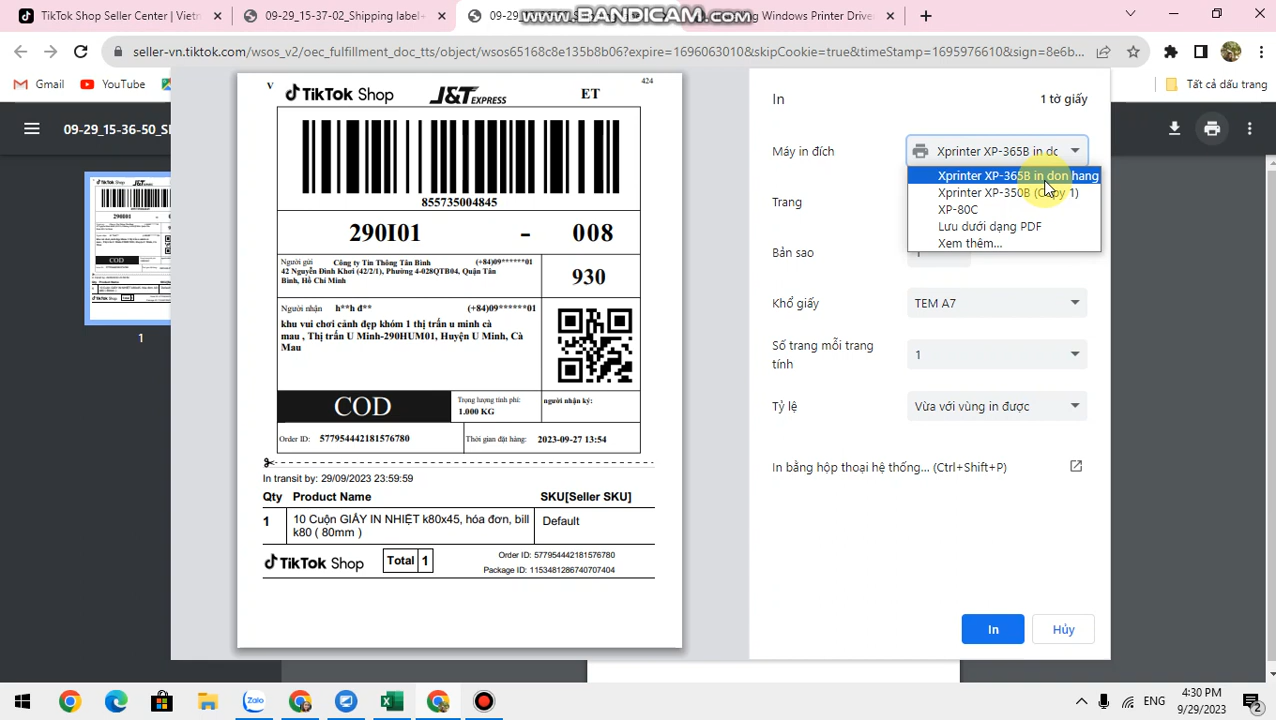 TikTok Shop Seller Center | Vietn
09-29_15-37-02_Shipping label+
09-29_
www.BANDICAM.com
ng Windows Printer Driver
seller-vn.tiktok.com/wsos_v2/oec_fulfillment_doc_tts/object/wsos65168c8e135b8b06?expire=1696063010&skipCookie=true&timeStamp=1695976610&sign=8e6b...
Gmail
YouTube
Tất cả dấu trang
09-29_15-36-50_S
1
V
TikTok Shop
J&T EXPRESS
ET
424
855735004845
290I01 - 008
Người gửi Công ty Tín Thông Tân Bình (+84)09******01
42 Nguyễn Đình Khơi (42/2/1), Phường 4-028QTB04, Quận Tân
Bình, Hồ Chí Minh
930
Người nhận h**h đ** (+84)09******01
khu vui chơi cảnh đẹp khóm 1 thị trấn u minh cà
mau , Thị trấn U Minh-290HUM01, Huyện U Minh, Cà
Mau
COD
Trọng lượng tính phí:
1.000 KG
người nhận ký:
Order ID: 577954442181576780
Thời gian đặt hàng: 2023-09-27 13:54
In transit by: 29/09/2023 23:59:59
Qty Product Name SKU[Seller SKU]
1 10 Cuộn GIẤY IN NHIỆT k80x45, hóa đơn, bill Default
k80 ( 80mm )
TikTok Shop
Total 1
Order ID: 577954442181576780
Package ID: 1153481286740707404
In
1 tờ giấy
Máy in đích
Xprinter XP-365B in dc
Xprinter XP-365B in don hang
Xprinter XP-350B (Copy 1)
XP-80C
Lưu dưới dạng PDF
Xem thêm...
Trang
Bản sao
1
Khổ giấy
TEM A7
Số trang mỗi trang
tính
1
Tỷ lệ
Vừa với vùng in được
In bằng hộp thoại hệ thống... (Ctrl+Shift+P)
In
Hủy
Zalo
ENG
4:30 PM
9/29/2023
2